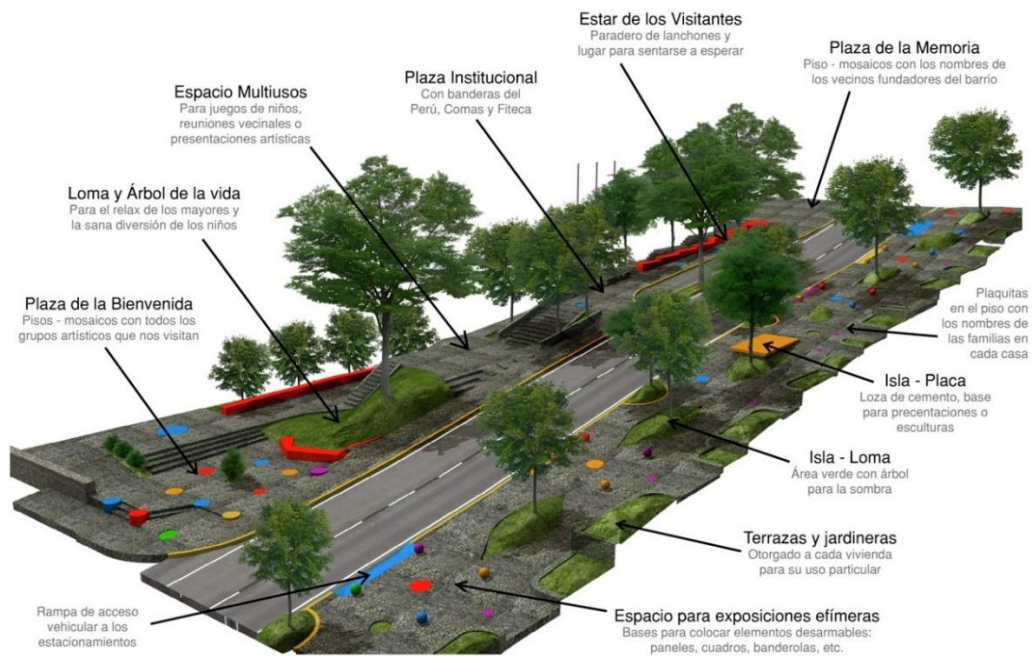 Estar de los Visitantes
Paradero de lanchones y
lugar para sentarse a esperar
Plaza de la Memoria
Piso - mosaicos con los nombres de
los vecinos fundadores del barrio
Plaza Institucional
Con banderas del
Perú, Comas y Fiteca
Espacio Multiusos
Para juegos de niños,
reuniones vecinales o
presentaciones artísticas
Loma y Árbol de la vida
Para el relax de los mayores y
la sana diversión de los niños
Plaza de la Bienvenida
Pisos - mosaicos con todos los
grupos artísticos que nos visitan
Plaquitas
en el piso con
los nombres de
las familias en
cada casa
Isla - Placa
Loza de cemento, base
para precentaciones o
esculturas
Isla - Loma
Área verde con árbol
para la sombra
Terrazas y jardineras
Otorgado a cada vivienda
para su uso particular
Rampa de acceso
vehicular a los
estacionamientos
Espacio para exposiciones efímeras
Bases para colocar elementos desarmables:
paneles, cuadros, banderolas, etc.